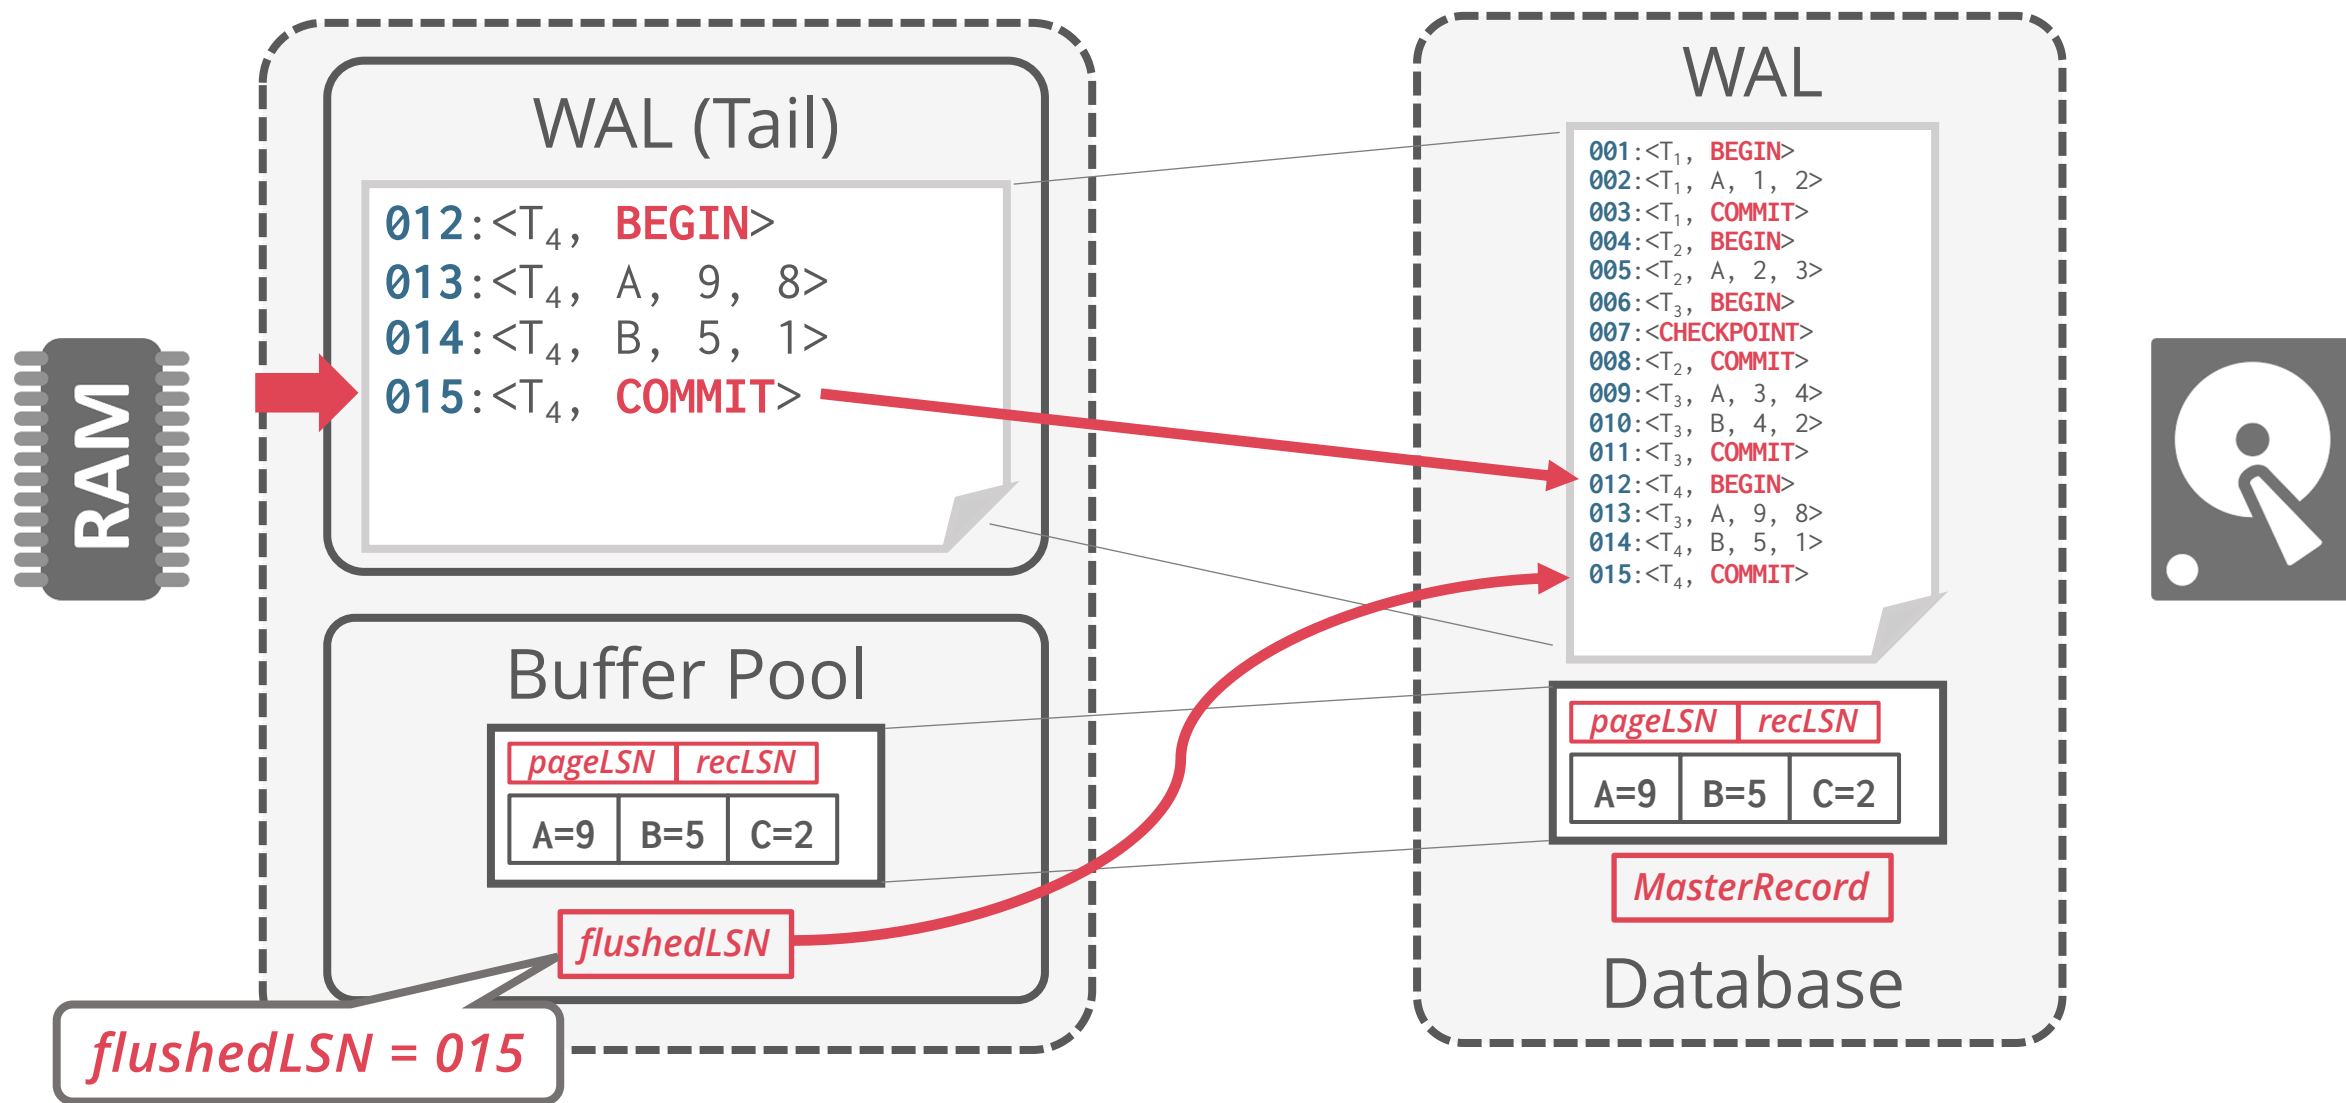 RAM
WAL (Tail)
012:<T4, BEGIN>
013:<T4, A, 9, 8>
014:<T4, B, 5, 1>
015:<T4, COMMIT>
Buffer Pool
pageLSN recLSN
A=9 B=5 C=2
flushedLSN
flushedLSN = 015
WAL
001:<T1, BEGIN>
002:<T1, A, 1, 2>
003:<T1, COMMIT>
004:<T2, BEGIN>
005:<T2, A, 2, 3>
006:<T3, BEGIN>
007:<CHECKPOINT>
008:<T2, COMMIT>
009:<T3, A, 3, 4>
010:<T3, B, 4, 2>
011:<T3, COMMIT>
012:<T4, BEGIN>
013:<T3, A, 9, 8>
014:<T4, B, 5, 1>
015:<T4, COMMIT>
pageLSN recLSN
A=9 B=5 C=2
MasterRecord
Database